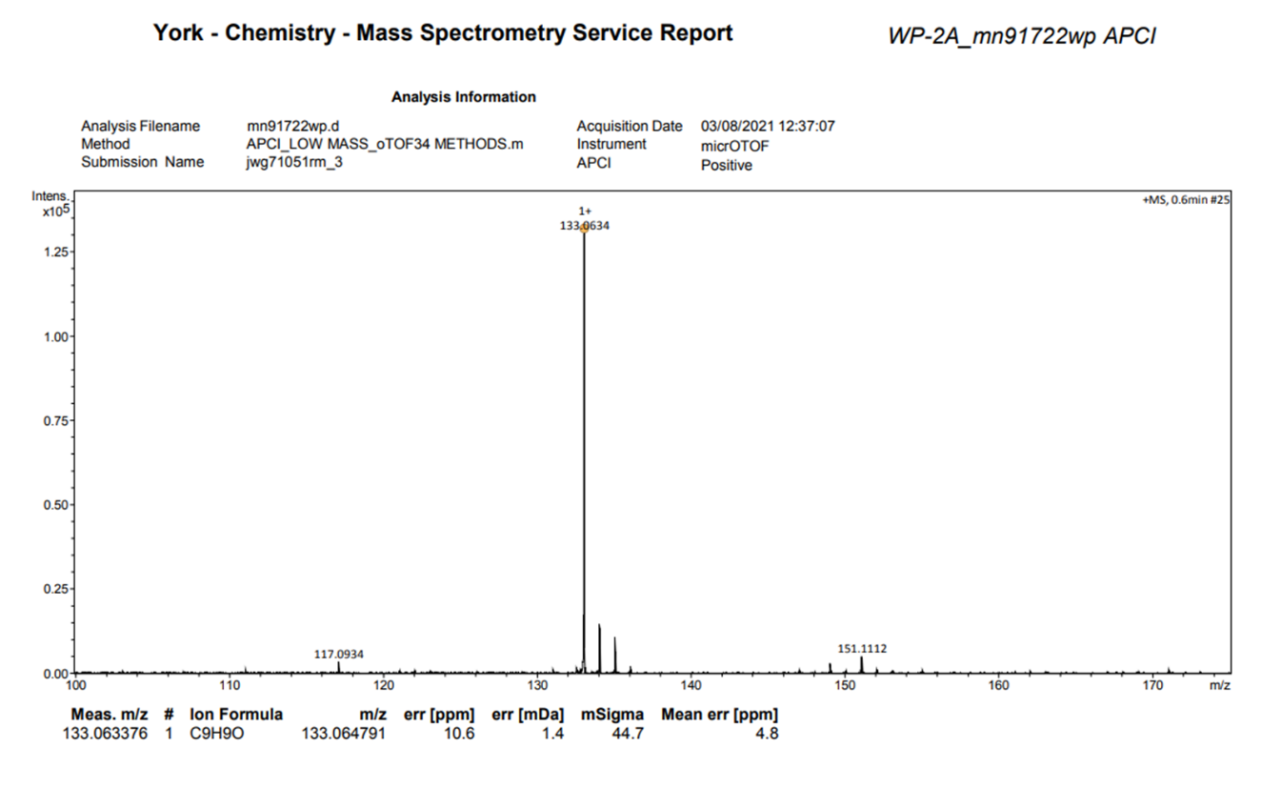 York - Chemistry - Mass Spectrometry Service Report
WP-2A_mn91722wp APCI
Analysis Information
Analysis Filename mn91722wp.d Acquisition Date 03/08/2021 12:37:07
Method APCI_LOW MASS_oTOF34 METHODS.m Instrument micrOTOF
Submission Name jwg71051rm_3 APCI Positive
Intens.
x10⁵
+MS, 0.6min #25
1+
133.0634
1.25
1.00
0.75
0.50
0.25
117.0934
151.1112
0.00
100 110 120 130 140 150 160 170 m/z
Meas. m/z # Ion Formula m/z err [ppm] err [mDa] mSigma Mean err [ppm]
133.063376 1 C9H9O 133.064791 10.6 1.4 44.7 4.8